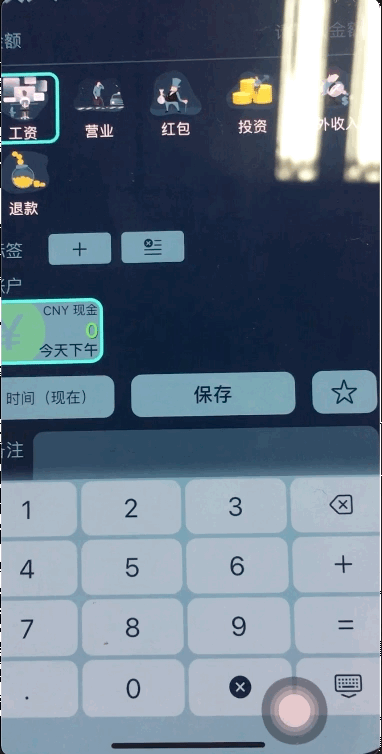 额
工资 营业 红包 投资 外收入
退款
签 +
户
CNY 现金
0
今天下午
时间（现在） 保存
注
1 2 3
4 5 6 +
7 8 9 =
. 0